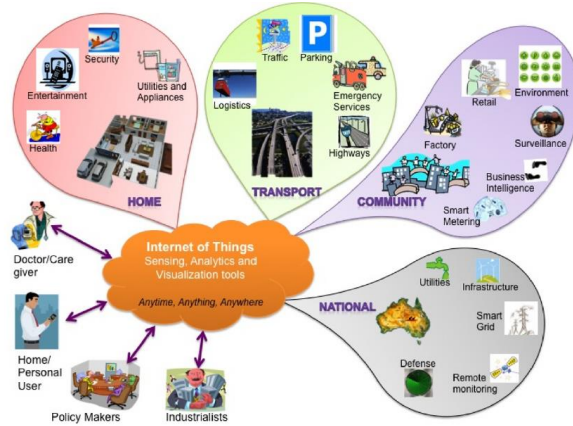 Security
Entertainment
Utilities and
Appliances
Health
HOME
Traffic
P
Parking
Logistics
Emergency
Services
Highways
TRANSPORT
Retail
Environment
Factory
Surveillance
Business
Intelligence
COMMUNITY
Smart
Metering
Internet of Things
Sensing, Analytics and
Visualization tools
Anytime, Anything, Anywhere
Doctor/Care
giver
Home/
Personal
User
Policy Makers
Industrialists
NATIONAL
Utilities
Infrastructure
Smart
Grid
Defense
Remote
monitoring